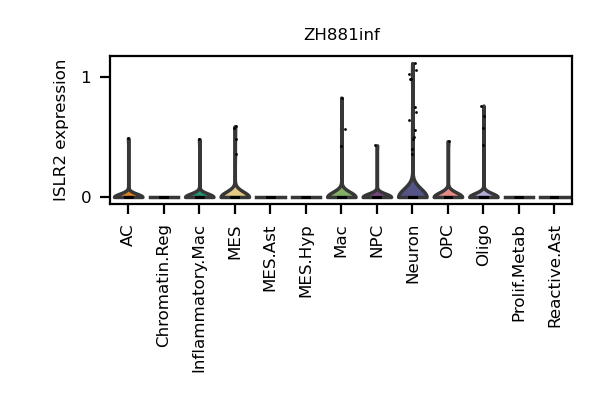 ZH881inf
ISLR2 expression
1
0
AC
Chromatin.Reg
Inflammatory.Mac
MES
MES.Ast
MES.Hyp
Mac
NPC
Neuron
OPC
Oligo
Prolif.Metab
Reactive.Ast